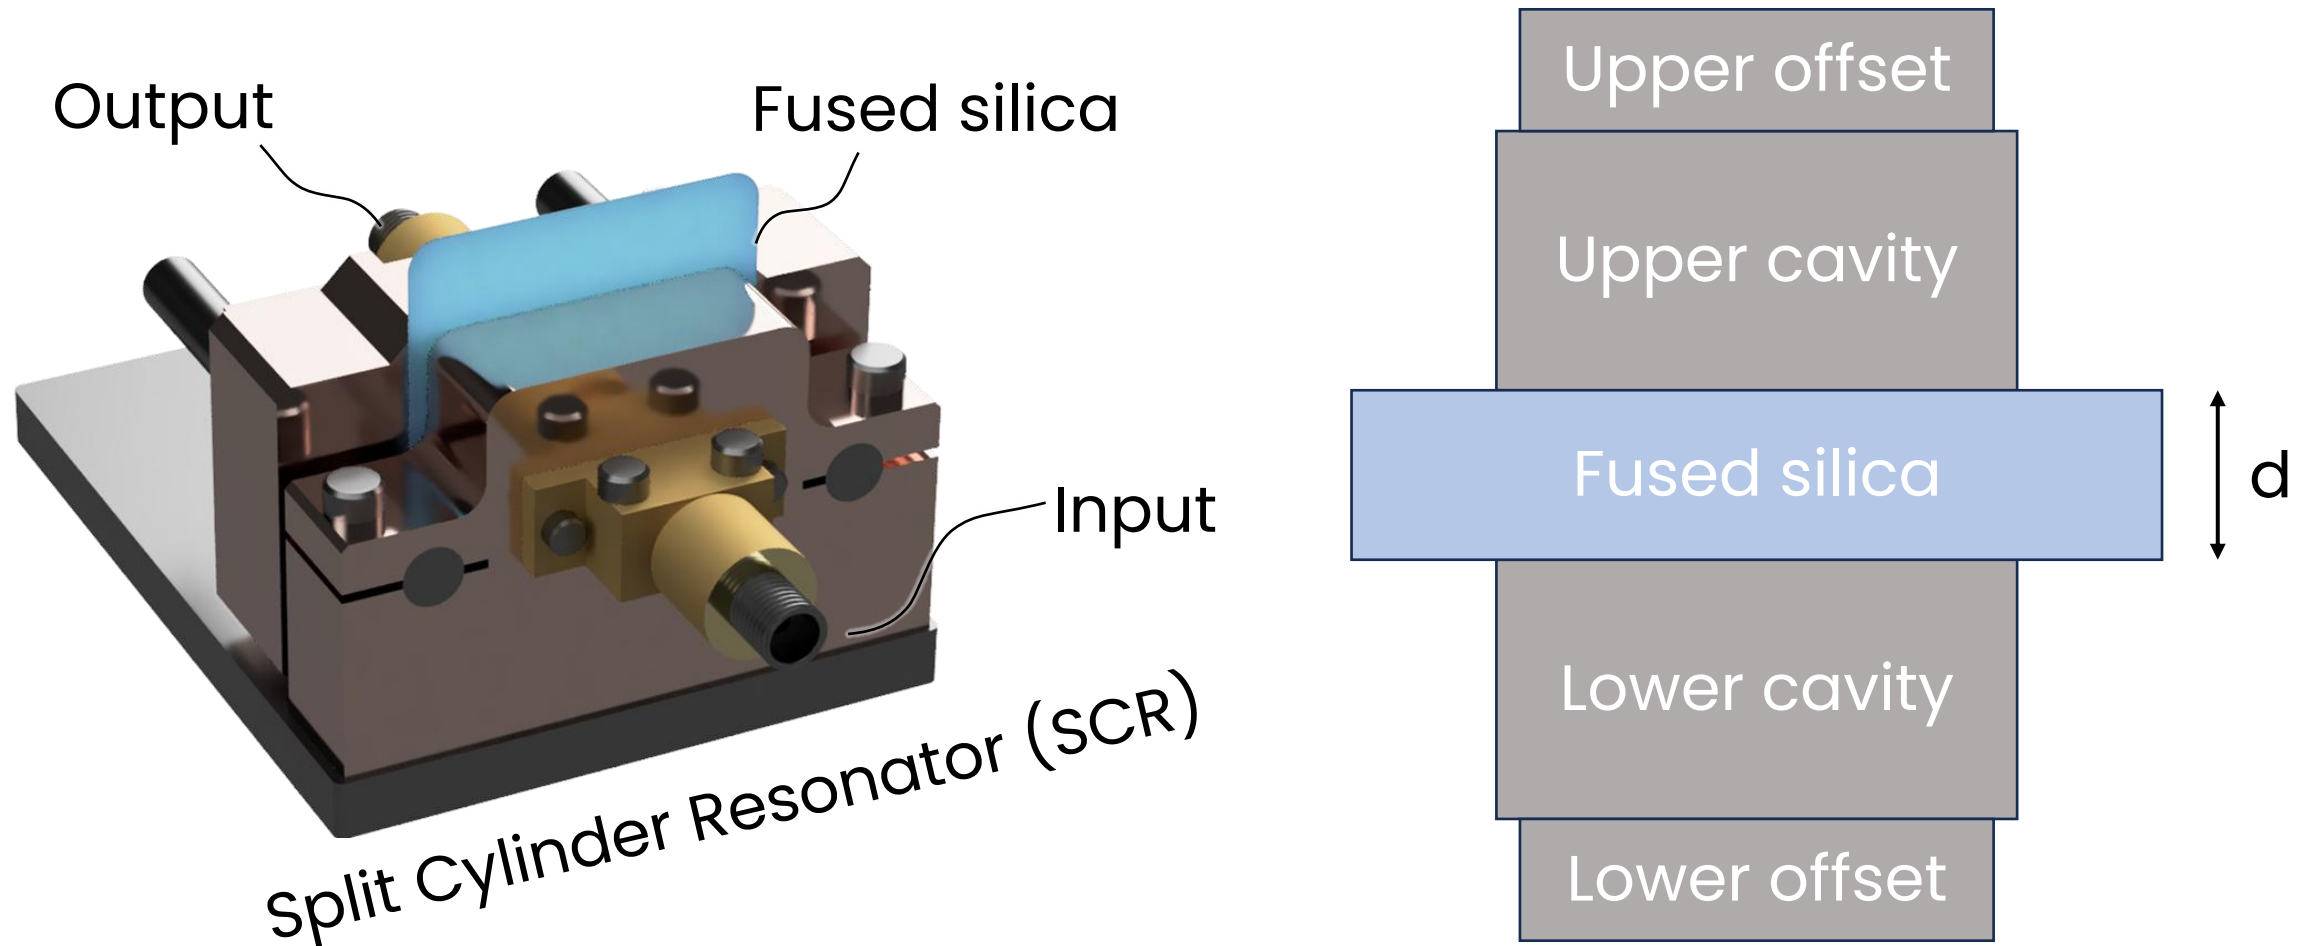 Output
Fused silica
Input
Split Cylinder Resonator (SCR)
Upper offset
Upper cavity
Fused silica
d
Lower cavity
Lower offset